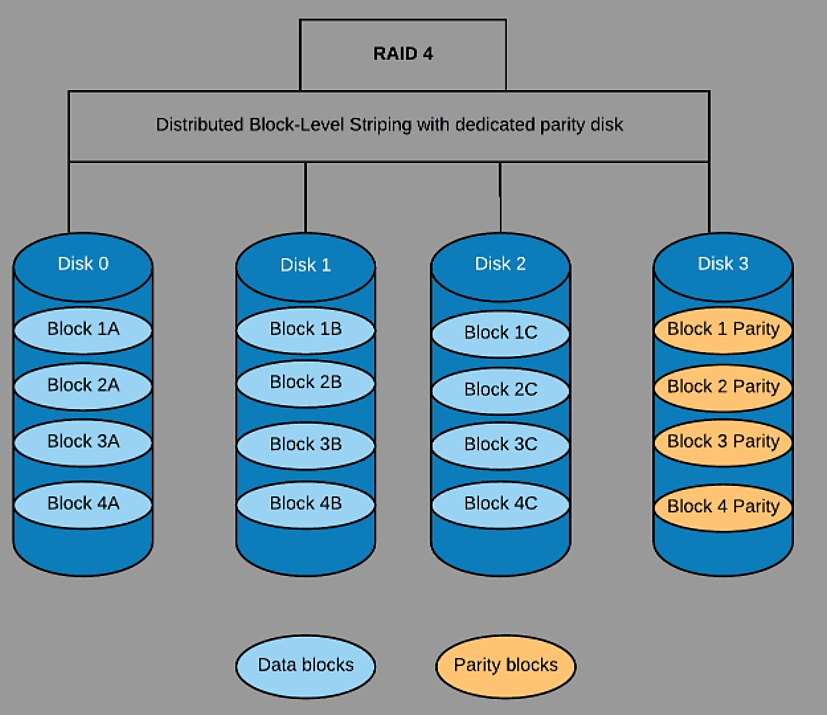 RAID 4
Distributed Block-Level Striping with dedicated parity disk
Disk 0
Disk 1
Disk 2
Disk 3
Block 1A
Block 1B
Block 1C
Block 1 Parity
Block 2A
Block 2B
Block 2C
Block 2 Parity
Block 3A
Block 3B
Block 3C
Block 3 Parity
Block 4A
Block 4B
Block 4C
Block 4 Parity
Data blocks
Parity blocks